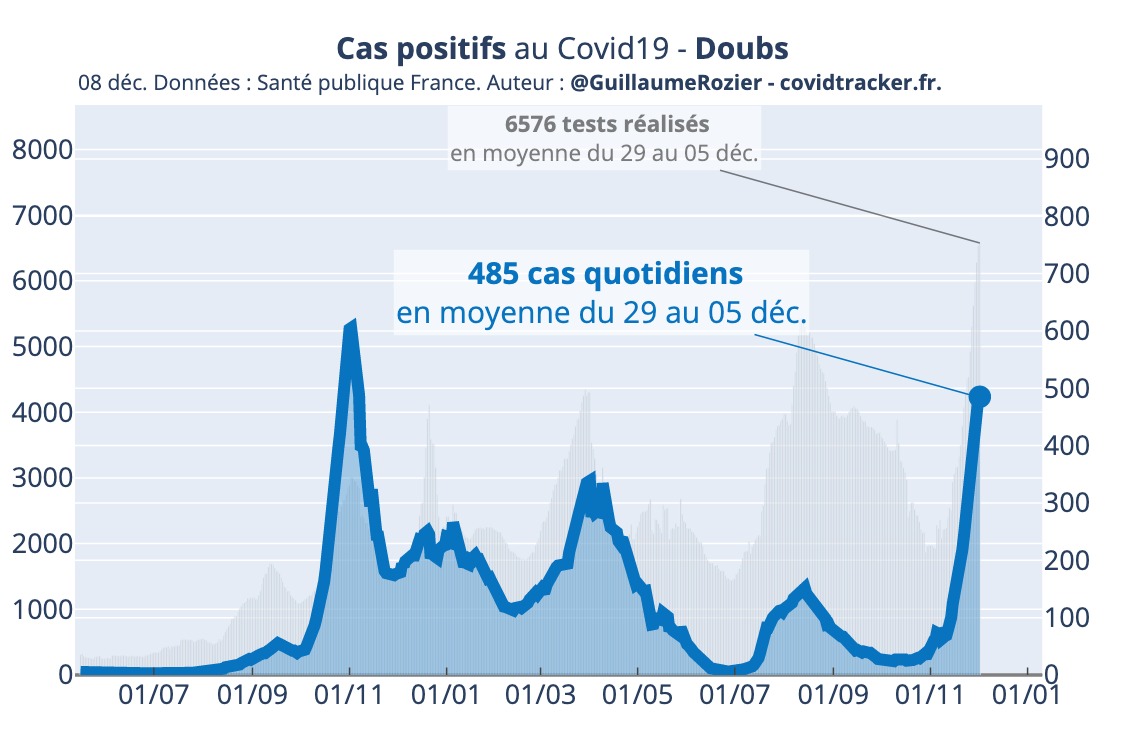 Cas positifs au Covid19 - Doubs
08 déc. Données : Santé publique France. Auteur : @GuillaumeRozier - covidtracker.fr.
6576 tests réalisés
en moyenne du 29 au 05 déc.
485 cas quotidiens
en moyenne du 29 au 05 déc.
8000
7000
6000
5000
4000
3000
2000
1000
0
900
800
700
600
500
400
300
200
100
0
01/07 01/09 01/11 01/01 01/03 01/05 01/07 01/09 01/11 01/01